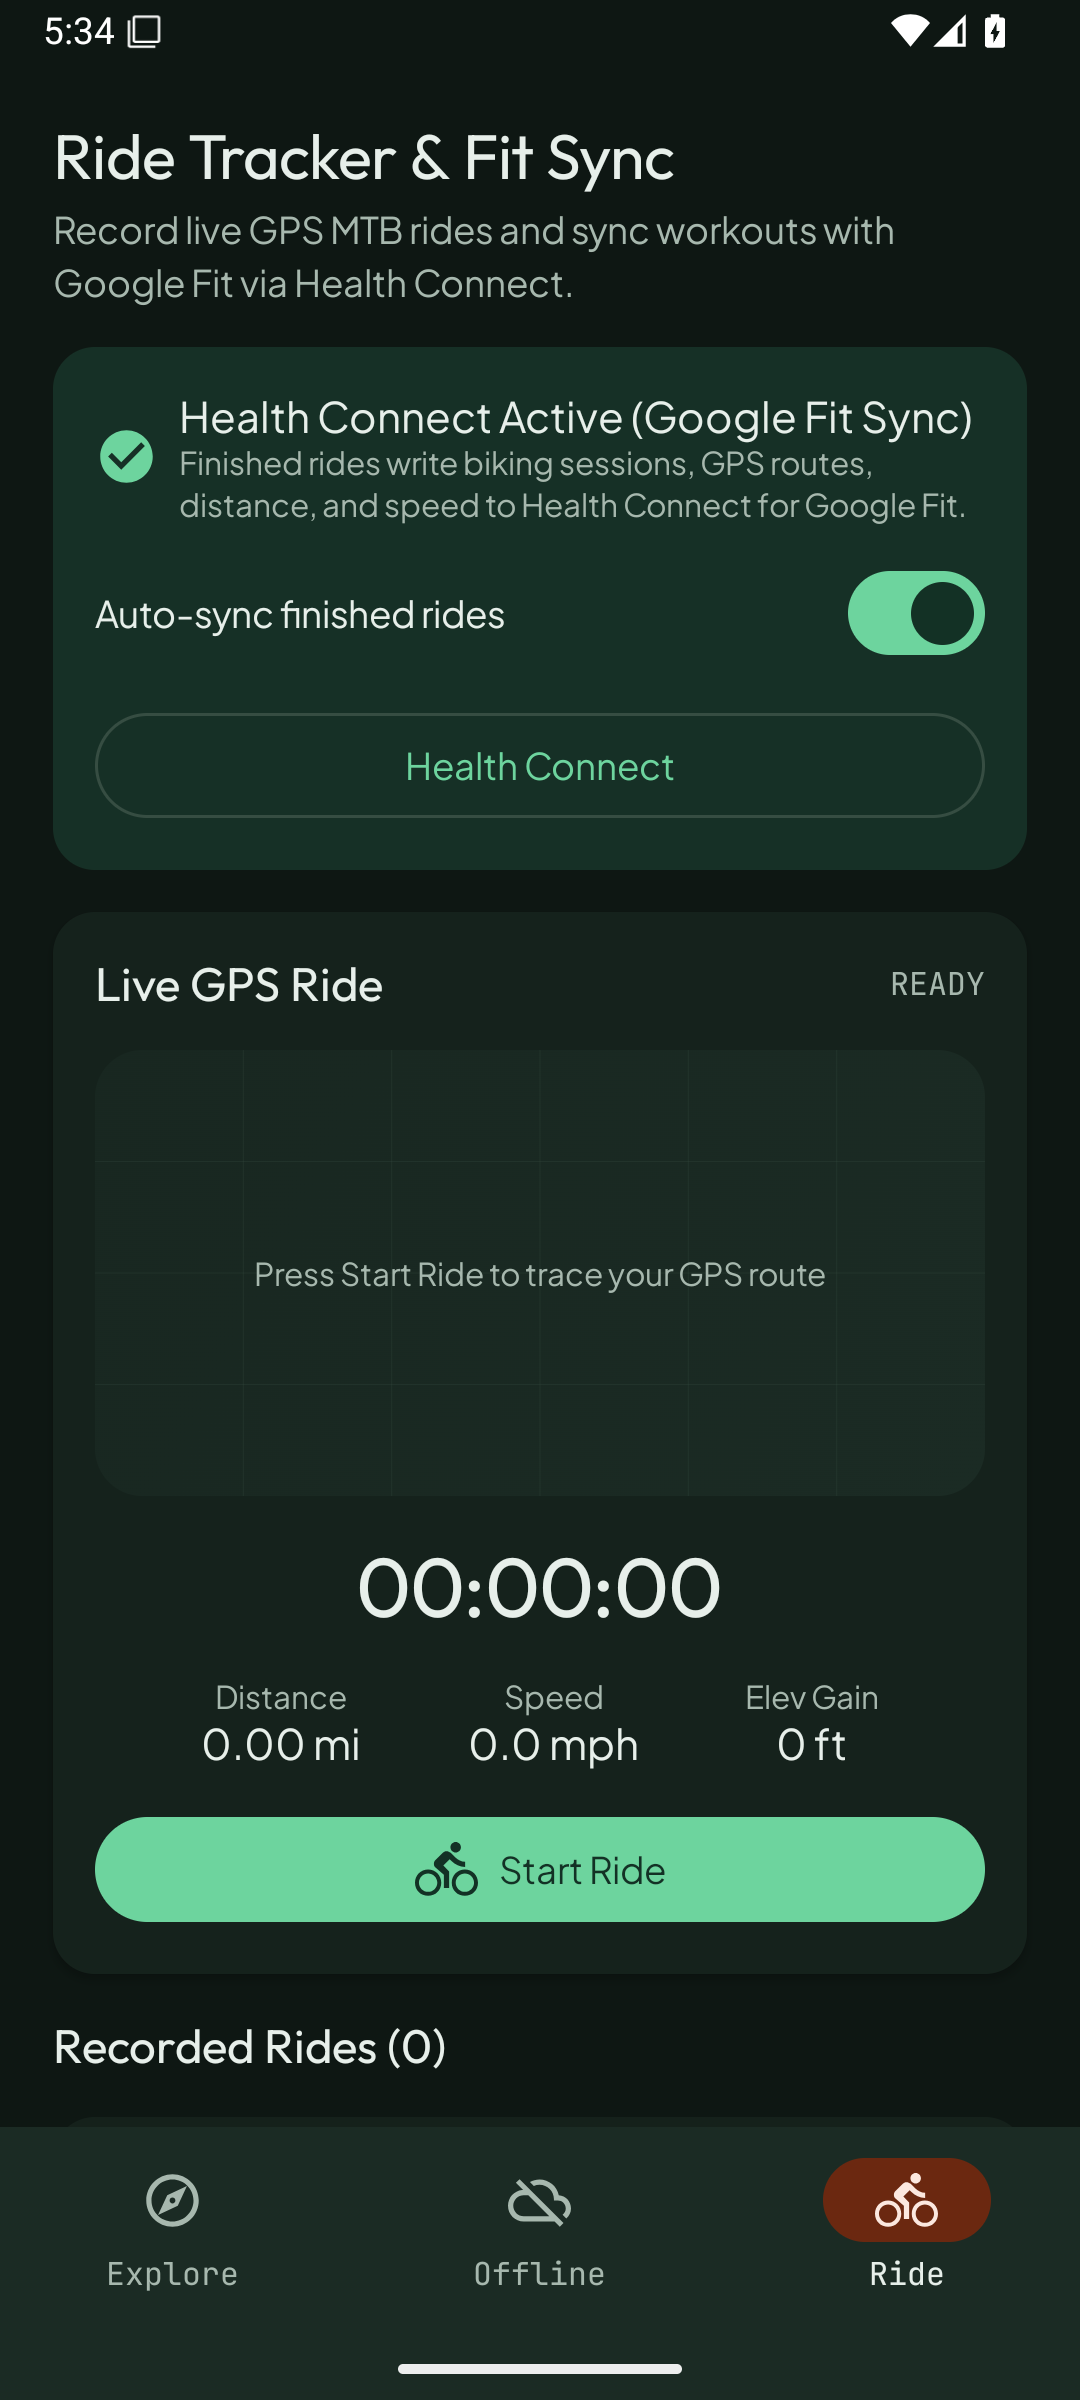 5:34
Ride Tracker & Fit Sync
Record live GPS MTB rides and sync workouts with
Google Fit via Health Connect.
Health Connect Active (Google Fit Sync)
Finished rides write biking sessions, GPS routes,
distance, and speed to Health Connect for Google Fit.
Auto-sync finished rides
Health Connect
Live GPS Ride
READY
Press Start Ride to trace your GPS route
00:00:00
Distance
Speed
Elev Gain
0.00 mi
0.0 mph
0 ft
Start Ride
Recorded Rides (0)
Explore
Offline
Ride